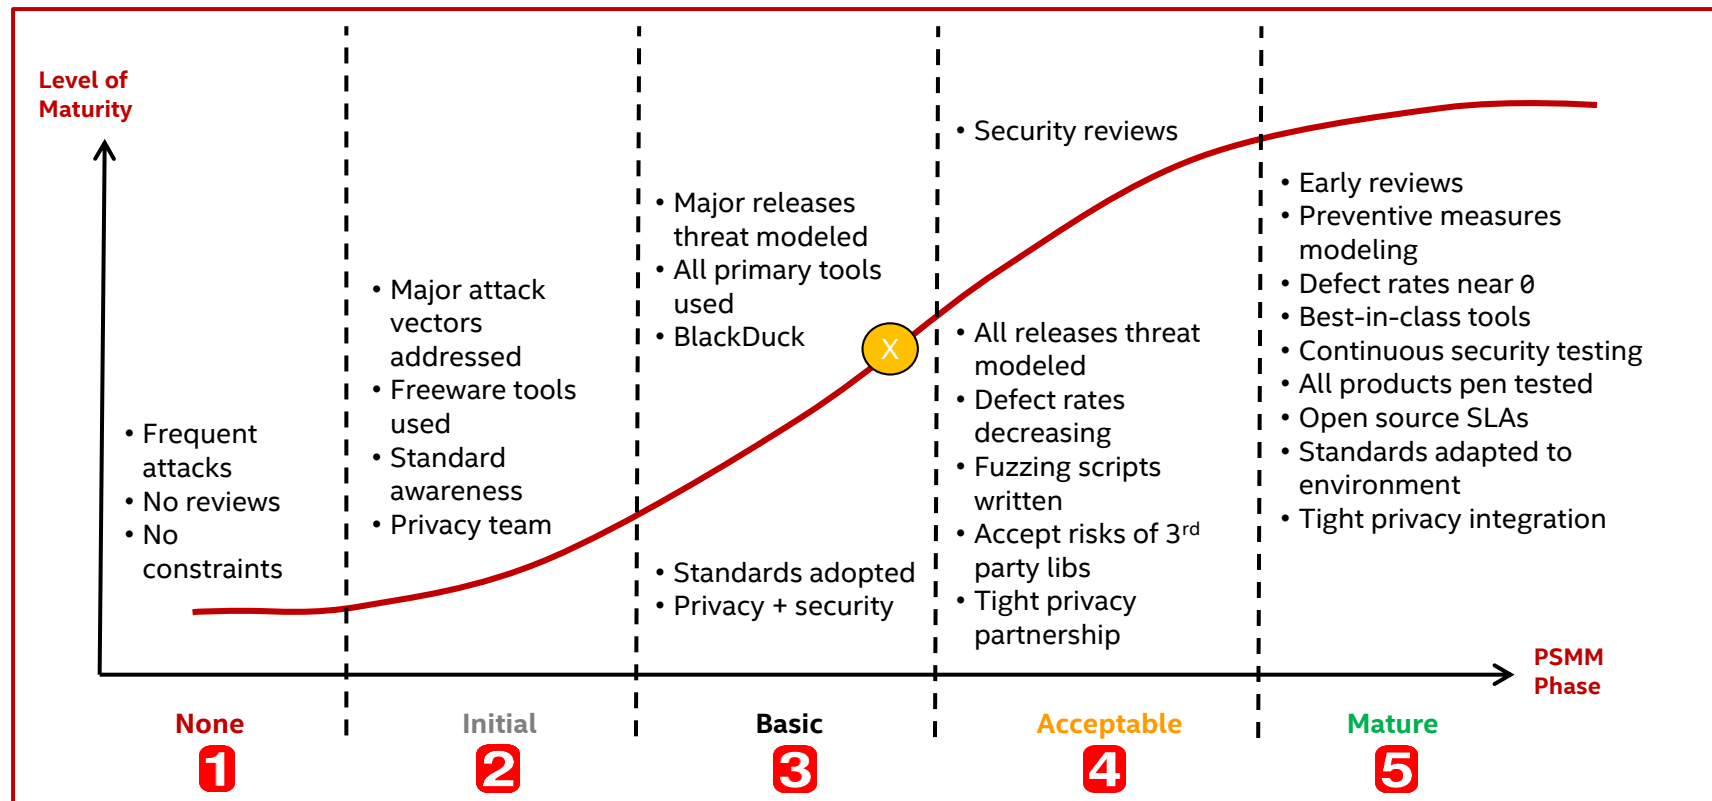 Level of
Maturity
• Frequent
attacks
• No reviews
• No
constraints
• Major attack
vectors
addressed
• Freeware tools
used
• Standard
awareness
• Privacy team
• Major releases
threat modeled
• All primary tools
used
• BlackDuck
X
• Standards adopted
• Privacy + security
• Security reviews
• All releases threat
modeled
• Defect rates
decreasing
• Fuzzing scripts
written
• Accept risks of 3rd
party libs
• Tight privacy
partnership
• Early reviews
• Preventive measures
modeling
• Defect rates near 0
• Best-in-class tools
• Continuous security testing
• All products pen tested
• Open source SLAs
• Standards adapted to
environment
• Tight privacy integration
PSMM
Phase
None
1
Initial
2
Basic
3
Acceptable
4
Mature
5